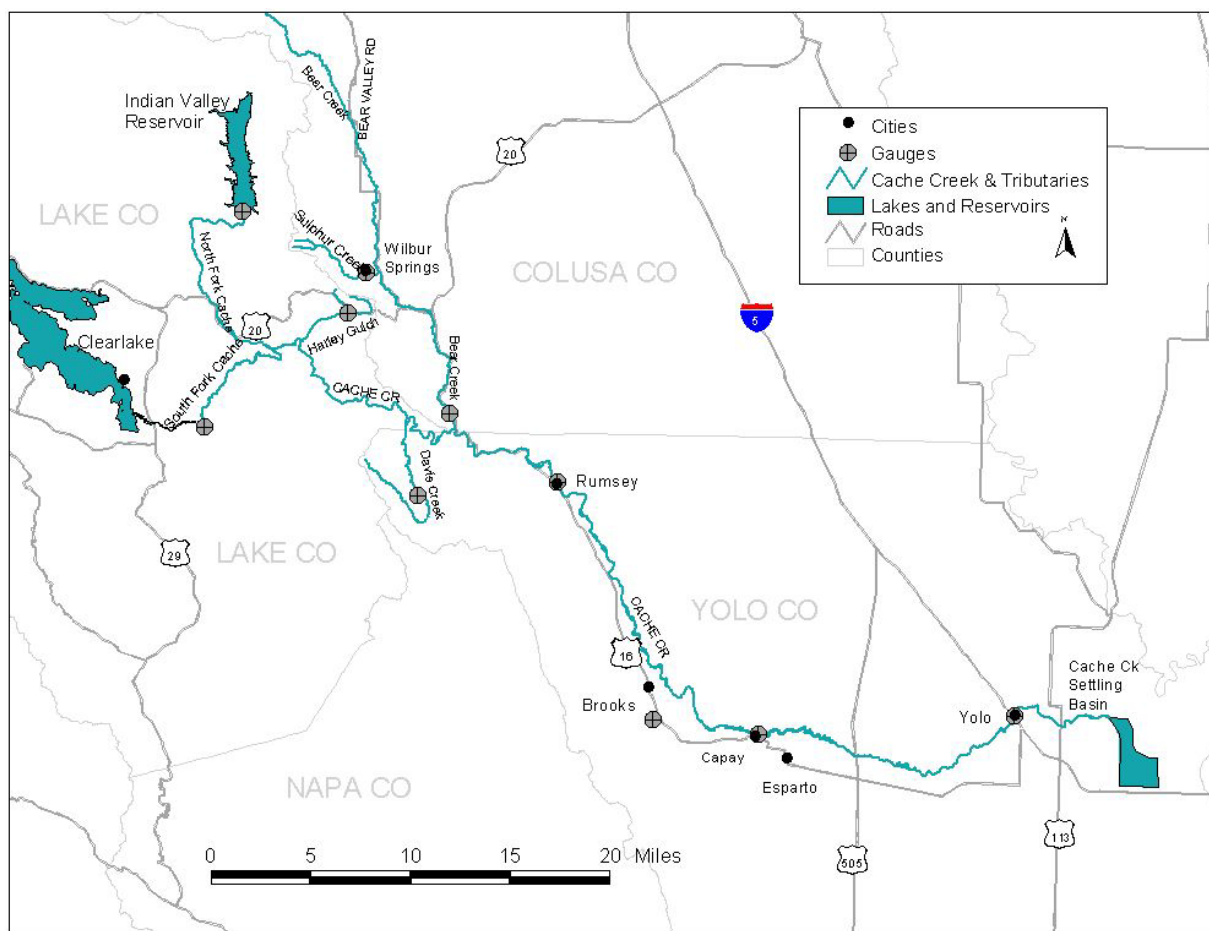 Indian Valley
Reservoir
Bear Creek
BEAR VALLEY RD
20
Cities
Gauges
Cache Creek & Tributaries
Lakes and Reservoirs
Roads
Counties
N
LAKE CO
North Fork Cache
Sulphur Creek
Wilbur
Springs
COLUSA CO
5
Clearlake
20
Harley Gulch
South Fork Cache
Bear Creek
CACHE CR
Davis Creek
Rumsey
29
LAKE CO
YOLO CO
CACHE CR
16
Brooks
Cache Ck
Settling
Basin
Yolo
Capay
Esparto
NAPA CO
505
113
0 5 10 15 20 Miles